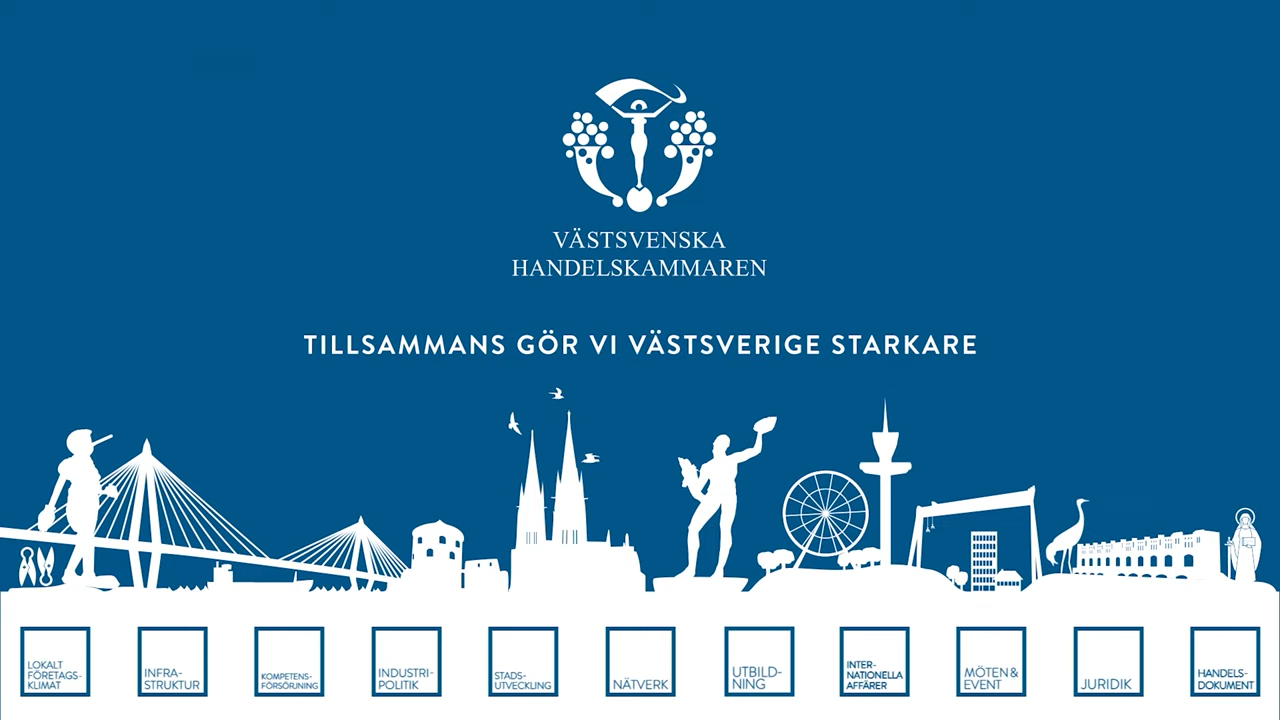 VÄSTSVENSKA
HANDELSKAMMAREN
TILLSAMMANS GÖR VI VÄSTSVERIGE STARKARE
LOKALT
FÖRETAGS-
KLIMAT
INFRA-
STRUKTUR
KOMPETENS-
FÖRSÖRJNING
INDUSTRI-
POLITIK
STADS-
UTVECKLING
NÄTVERK
UTBILD-
NING
INTER-
NATIONELLA
AFFÄRER
MÖTEN &
EVENT
JURIDIK
HANDELS-
DOKUMENT